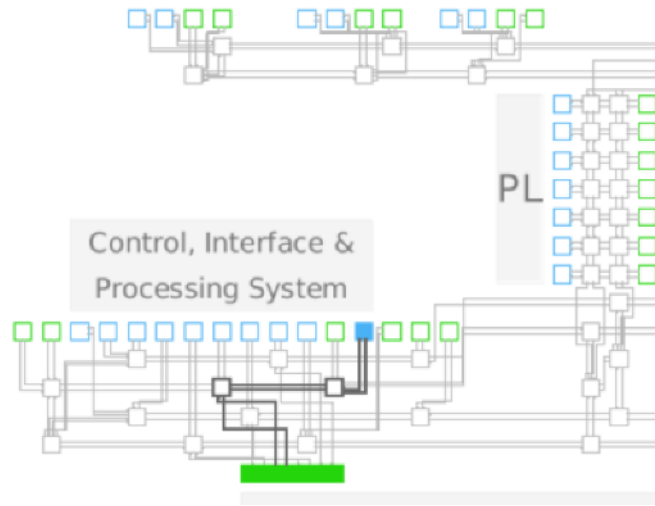 PL
Control, Interface &
Processing System